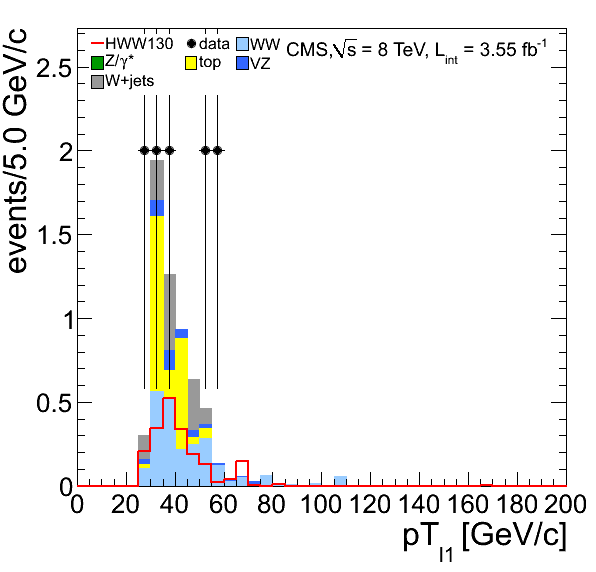 HWW130 data WW CMS,√s = 8 TeV, L_int = 3.55 fb⁻¹
Z/γ* top VZ
W+jets
events/5.0 GeV/c
2.5
2
1.5
1
0.5
0
0 20 40 60 80 100 120 140 160 180 200
pT_l1 [GeV/c]